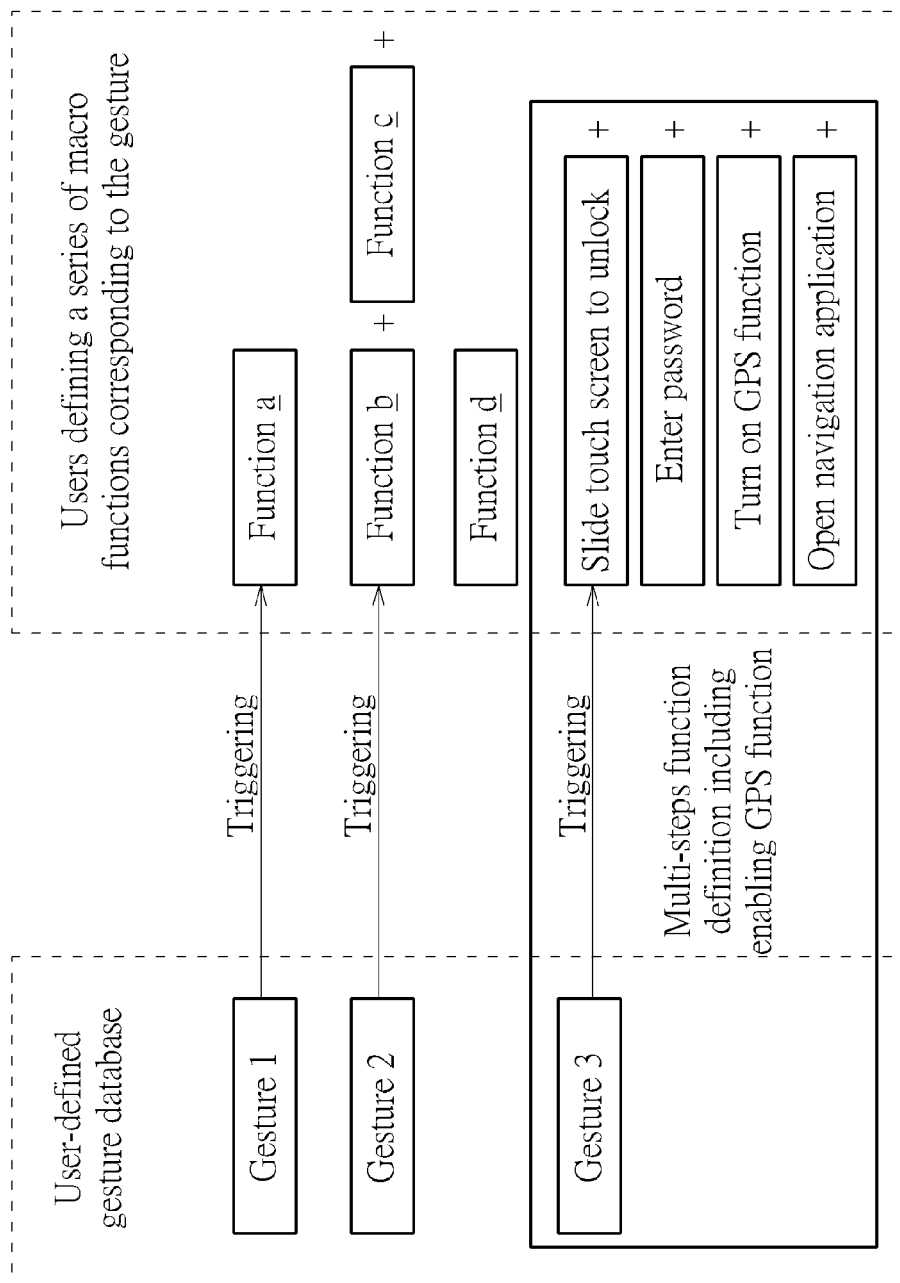 User-defined
gesture database
Users defining a series of macro
functions corresponding to the gesture
Gesture 1
Triggering
Function a
Gesture 2
Triggering
Function b
+
Function c
+
Function d
Gesture 3
Triggering
Slide touch screen to unlock
+
Enter password
+
Turn on GPS function
+
Open navigation application
+
Multi-steps function
definition including
enabling GPS function